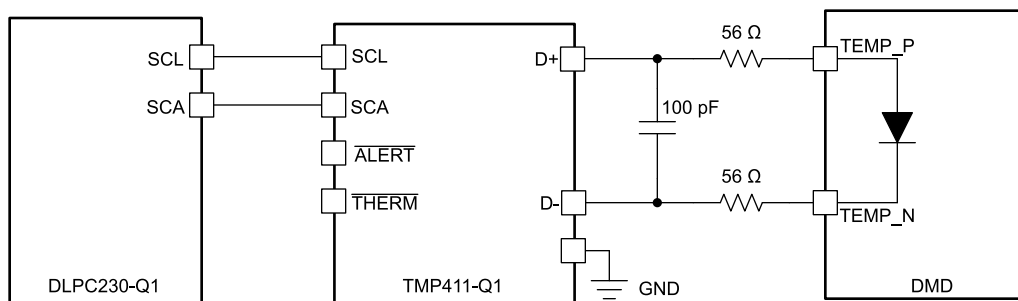 56 Ω
TEMP_P
SCL
SCL
D+
100 pF
SCA
SCA
ALERT
56 Ω
THERM
D-
TEMP_N
DLPC230-Q1
TMP411-Q1
GND
DMD